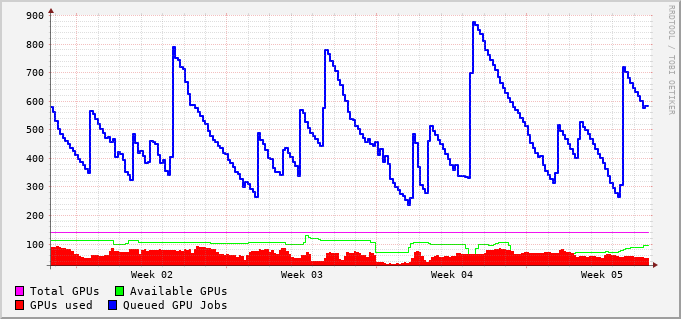 900
800
700
600
500
400
300
200
100
Week 02 Week 03 Week 04 Week 05
Total GPUs Available GPUs
GPUs used Queued GPU Jobs
RRDTOOL / TOBI OETIKER